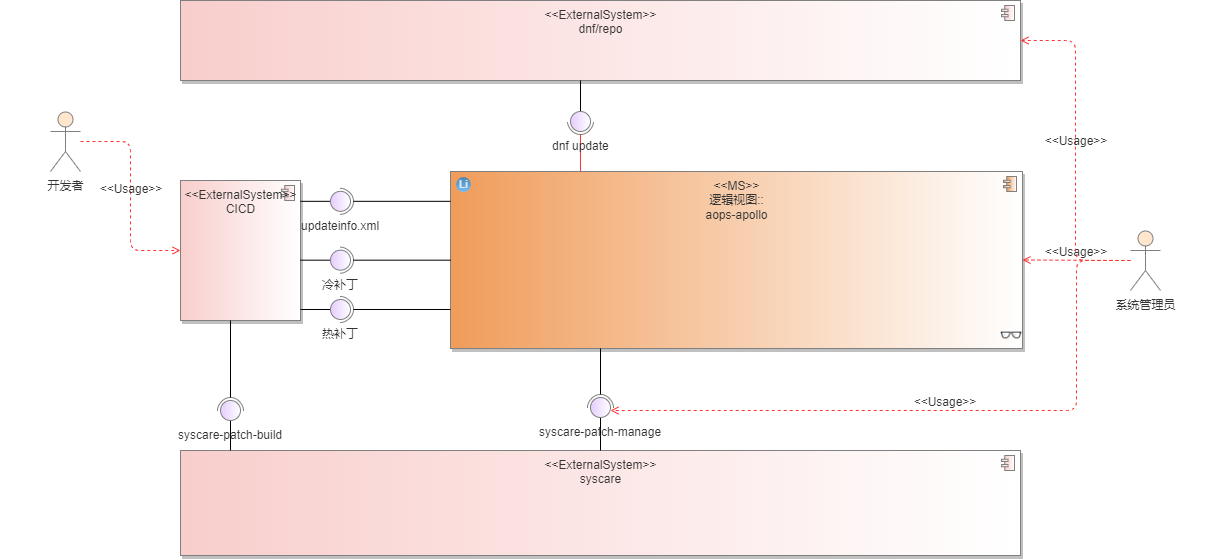 <<ExternalSystem>>
dnf/repo
dnf update
<<Usage>>
开发者
<<Usage>>
<<ExternalSystem>>
CICD
updateinfo.xml
冷补丁
热补丁
Li
<<MS>>
逻辑视图::
aops-apollo
<<Usage>>
系统管理员
<<Usage>>
syscare-patch-build
syscare-patch-manage
<<ExternalSystem>>
syscare